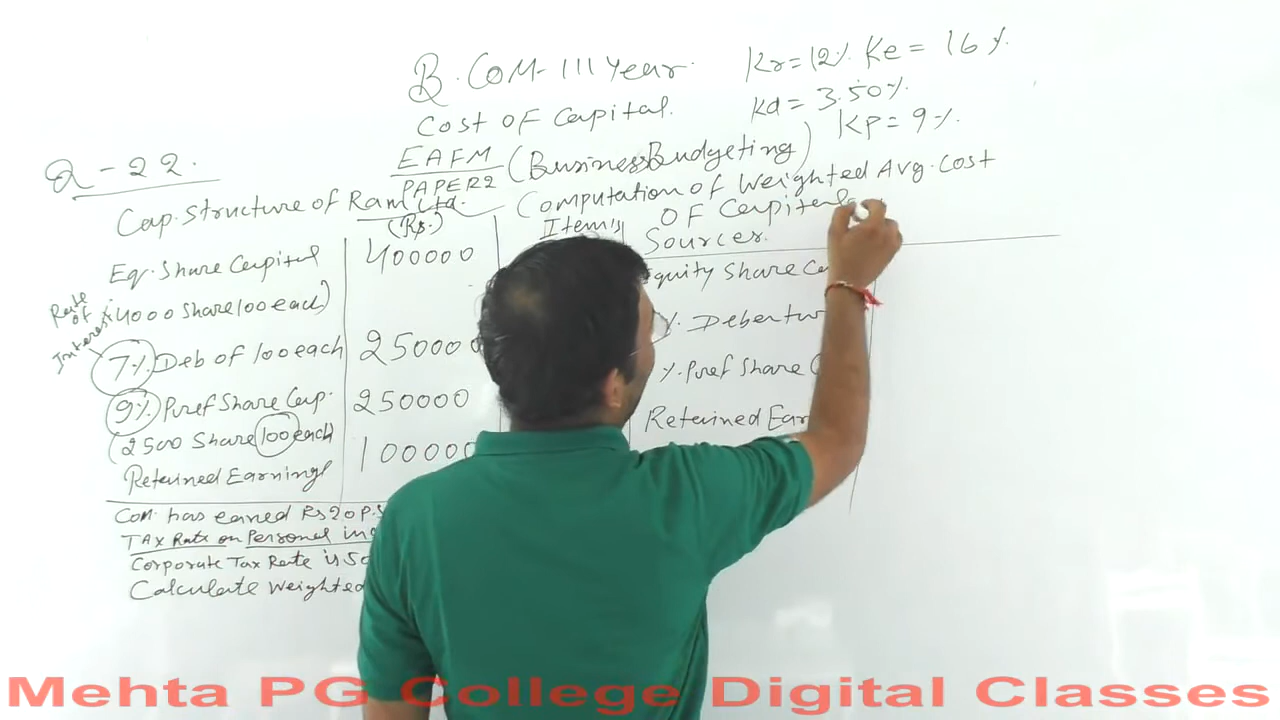 B.COM-III Year.
Kr=12% Ke=16%
Cost of Capital.
Kd=3.50%
Kp=9%
Q-22.
EAFM (Business Budgeting)
PAPER2
Cap. Structure of Ram Ltd.
(Rs.)
Computation of Weighted Avg. Cost
OF Capital
Items
Sources.
Eq. Share Capital 400000
(4000 Share 100 each)
Rate of Interest
7% Deb of 100 each 250000
9% Pref Share Cap. 250000
(2500 Share 100 each
Retained Earning 100000
Equity Share
% Debentu
% Pref Share
Retained Ear
Com. has earned Rs 20 P.S
TAX Rate on Personal in
Corporate Tax Rate is 50
Calculate Weighted
Mehta PG College Digital Classes